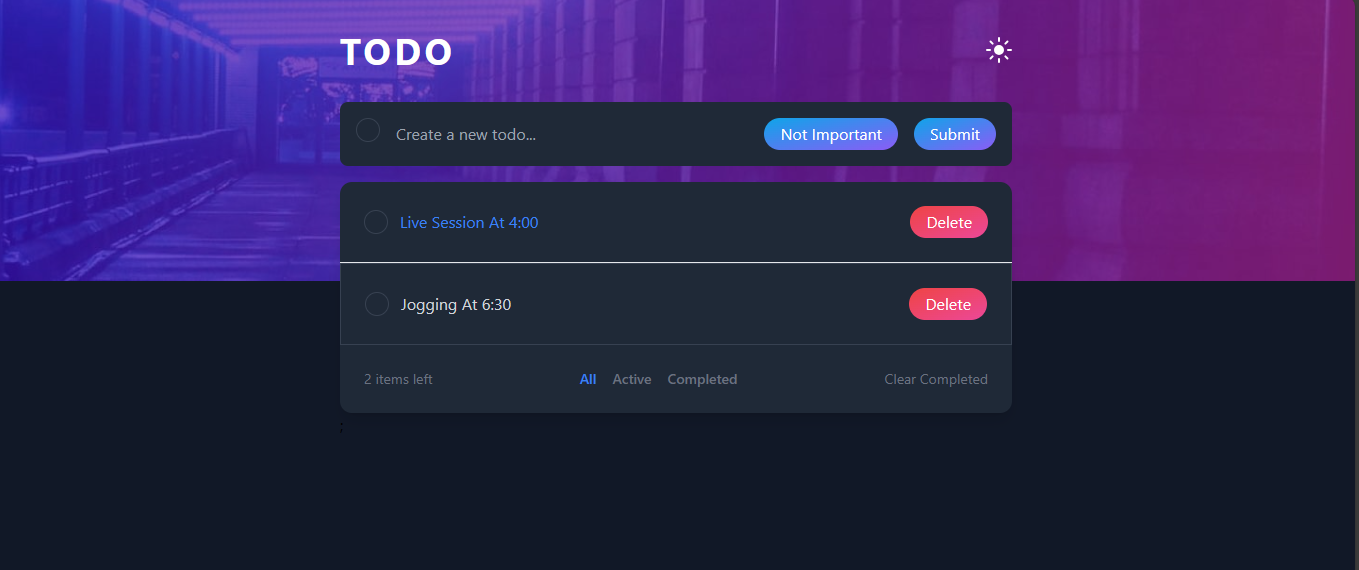 TODO
Create a new todo... Not Important Submit
Live Session At 4:00 Delete
Jogging At 6:30 Delete
2 items left All Active Completed Clear Completed
;